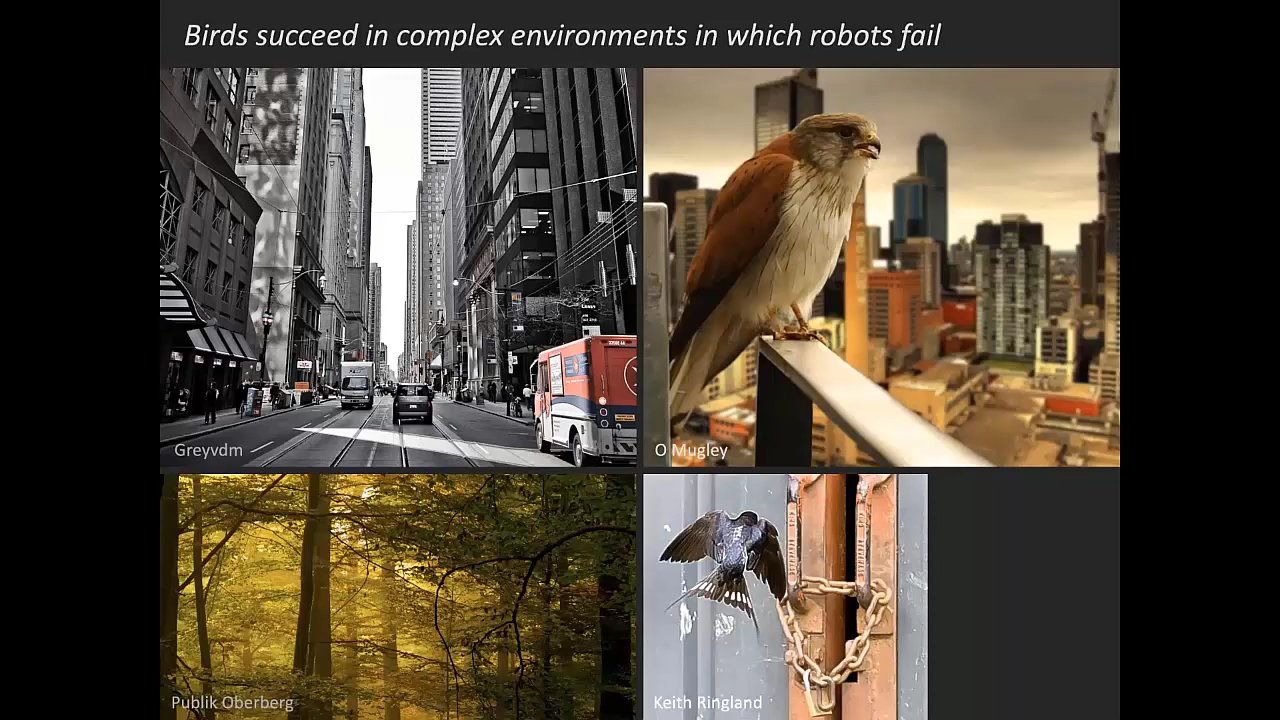 Birds succeed in complex environments in which robots fail
Greyvdm
O Mugley
Publik Oberberg
Keith Ringland